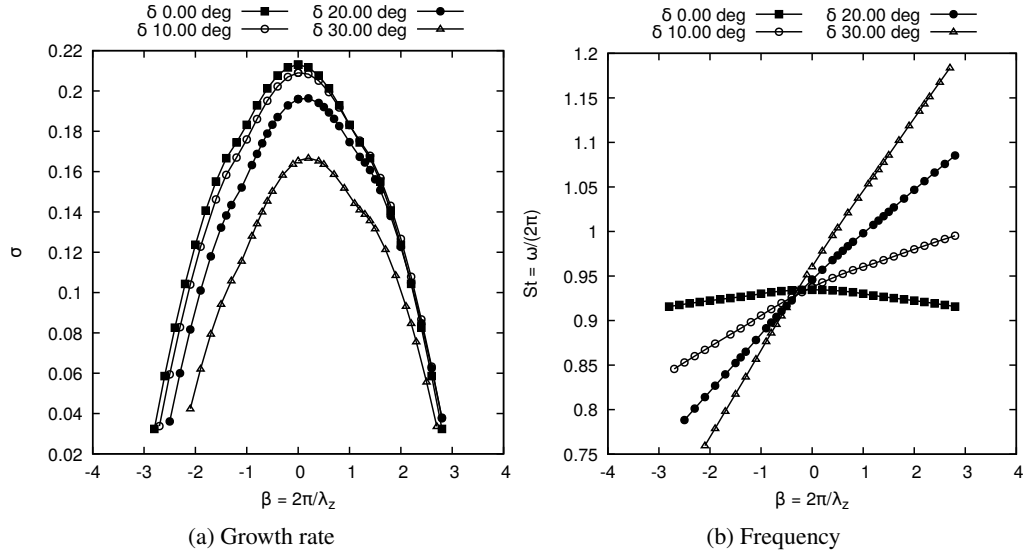 δ 0.00 deg
δ 10.00 deg
δ 20.00 deg
δ 30.00 deg
0.22
0.2
0.18
0.16
0.14
0.12
0.1
0.08
0.06
0.04
0.02
σ
-4 -3 -2 -1 0 1 2 3 4
β = 2π/λz
(a) Growth rate
δ 0.00 deg
δ 10.00 deg
δ 20.00 deg
δ 30.00 deg
1.2
1.15
1.1
1.05
1
0.95
0.9
0.85
0.8
0.75
St = ω/(2π)
-4 -3 -2 -1 0 1 2 3 4
β = 2π/λz
(b) Frequency